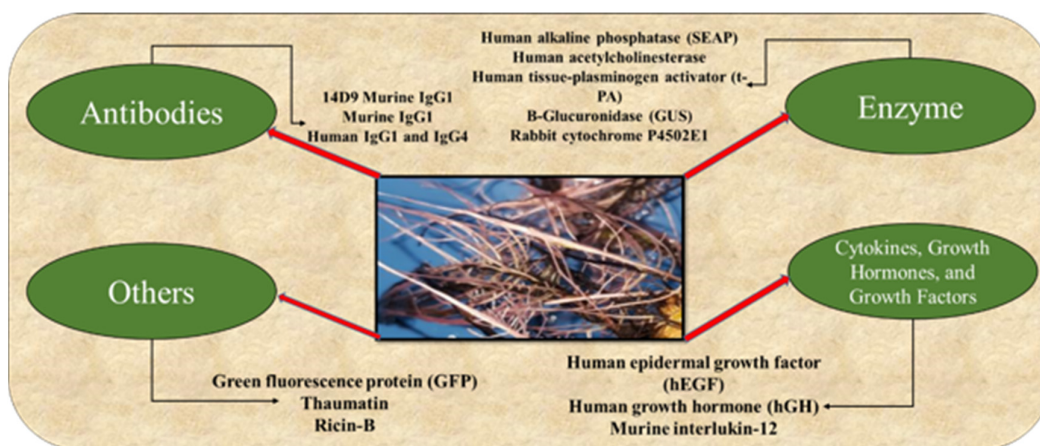 Antibodies
14D9 Murine IgG1
Murine IgG1
Human IgG1 and IgG4
Human alkaline phosphatase (SEAP)
Human acetylcholinesterase
Human tissue-plasminogen activator (t-
PA)
B-Glucuronidase (GUS)
Rabbit cytochrome P4502E1
Enzyme
Others
Green fluorescence protein (GFP)
Thaumatin
Ricin-B
Cytokines, Growth
Hormones, and
Growth Factors
Human epidermal growth factor
(hEGF)
Human growth hormone (hGH)
Murine interlukin-12